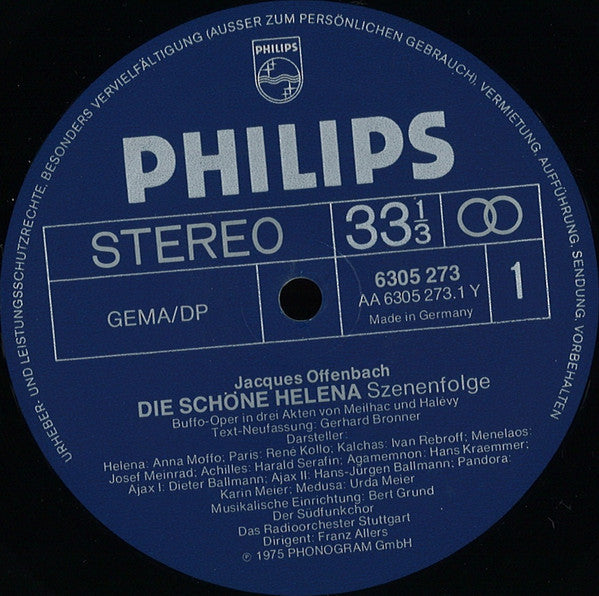 URHEBER- UND LEISTUNGSSCHUTZRECHTE, BESONDERS VERVIELFÄLTIGUNG (AUSSER ZUM PERSÖNLICHEN GEBRAUCH), VERMIETUNG, AUFFÜHRUNG, SENDUNG, VORBEHALTEN
PHILIPS
PHILIPS
STEREO
33 1/3
GEMA/DP
6305 273
AA 6305 273.1 Y
Made in Germany
1
Jacques Offenbach
DIE SCHÖNE HELENA Szenenfolge
Buffo-Oper in drei Akten von Meilhac und Halévy
Text-Neufassung: Gerhard Bronner
Darsteller:
Helena: Anna Moffo; Paris: René Kollo; Kalchas: Ivan Rebroff; Menelaos:
Josef Meinrad; Achilles: Harald Serafin; Agamemnon: Hans Kraemmer;
Ajax I: Dieter Ballmann; Ajax II: Hans-Jürgen Ballmann; Pandora:
Karin Meier; Medusa: Urda Meier
Musikalische Einrichtung: Bert Grund
Der Südfunkchor
Das Radioorchester Stuttgart
Dirigent: Franz Allers
℗ 1975 PHONOGRAM GmbH